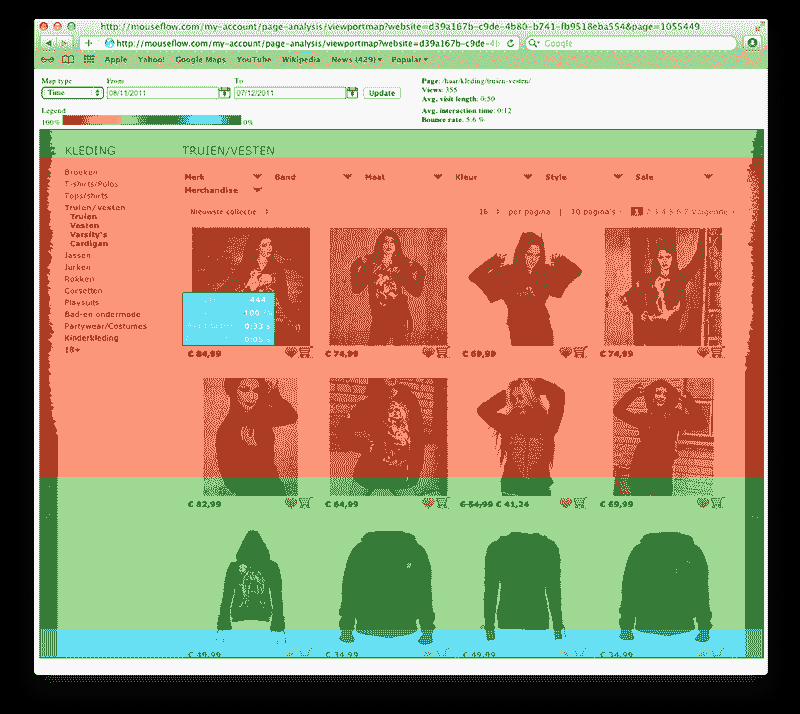 http://mouseflow.com/my-account/page-analysis/viewportmap?website=d39a167b-c9de-4b80-b741-fb9518eba554&page=1055449
http://mouseflow.com/my-account/page-analysis/viewportmap?website=d39a167b-c9de-4b Google
Apple Yahoo! Google Maps YouTube Wikipedia News (429) Popular
Map type From To
Time 08/11/2011 07/12/2011 Update
Page: /haar/kleding/truien-vesten/
Views: 355
Avg. visit length: 0:50
Avg. interaction time: 0:12
Bounce rate: 5.6 %
Legend
100% 0%
KLEDING TRUIEN/VESTEN
Broeken
T-shirts/Polos
Tops/shirts
Truien/vesten
Truien
Vesten
Varsity's
Cardigan
Jassen
Jurken
Rokken
Corsetten
Playsuits
Bad-en ondermode
Partywear/Costumes
Kinderkleding
18+
Merk Band Maat Kleur Style Sale
Merchandise
Nieuwste collectie 16 per pagina | 10 pagina's 1 2 3 4 5 6 7 Volgende
444
100
0:33 s
0:05 s
€ 84,99 € 74,99 € 69,99 € 74,99
€ 82,99 € 64,99 € 54,99 € 41,24 € 69,99
€ 49,99 € 34,99 € 49,99 € 34,99